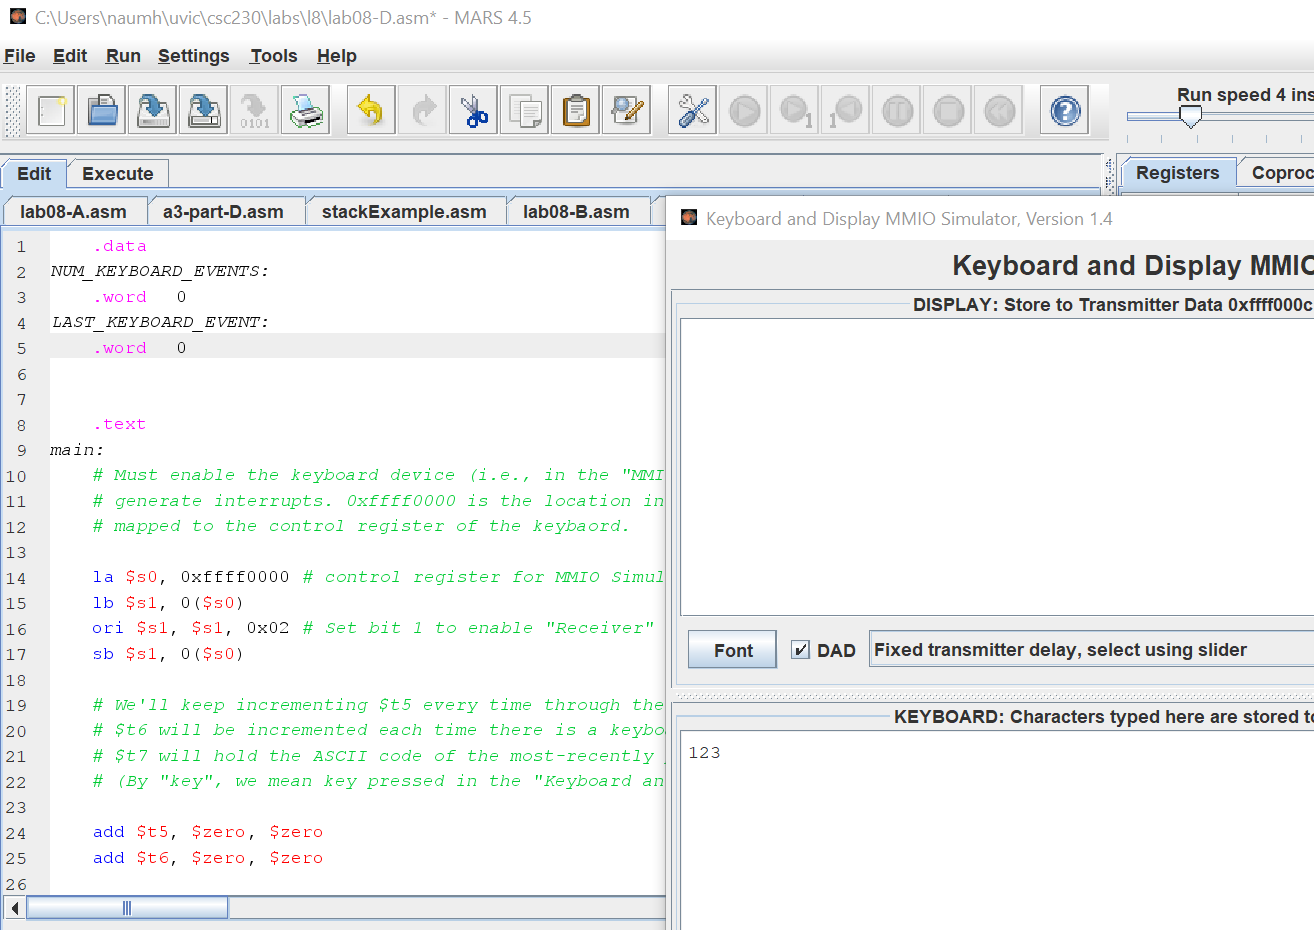 C:\Users\naumh\uvic\csc230\labs\l8\lab08-D.asm* - MARS 4.5
File Edit Run Settings Tools Help
Run speed 4 ins
Edit Execute
Registers Coproc
lab08-A.asm a3-part-D.asm stackExample.asm lab08-B.asm
1 .data
2 NUM_KEYBOARD_EVENTS:
3 .word 0
4 LAST_KEYBOARD_EVENT:
5 .word 0
6
7
8 .text
9 main:
10 # Must enable the keyboard device (i.e., in the "MMI
11 # generate interrupts. 0xffff0000 is the location in
12 # mapped to the control register of the keybaord.
13
14 la $s0, 0xffff0000 # control register for MMIO Simul
15 lb $s1, 0($s0)
16 ori $s1, $s1, 0x02 # Set bit 1 to enable "Receiver"
17 sb $s1, 0($s0)
18
19 # We'll keep incrementing $t5 every time through the
20 # $t6 will be incremented each time there is a keybo
21 # $t7 will hold the ASCII code of the most-recently
22 # (By "key", we mean key pressed in the "Keyboard an
23
24 add $t5, $zero, $zero
25 add $t6, $zero, $zero
26
Keyboard and Display MMIO Simulator, Version 1.4
Keyboard and Display MMIO
DISPLAY: Store to Transmitter Data 0xffff000c
Font DAD Fixed transmitter delay, select using slider
KEYBOARD: Characters typed here are stored to
123